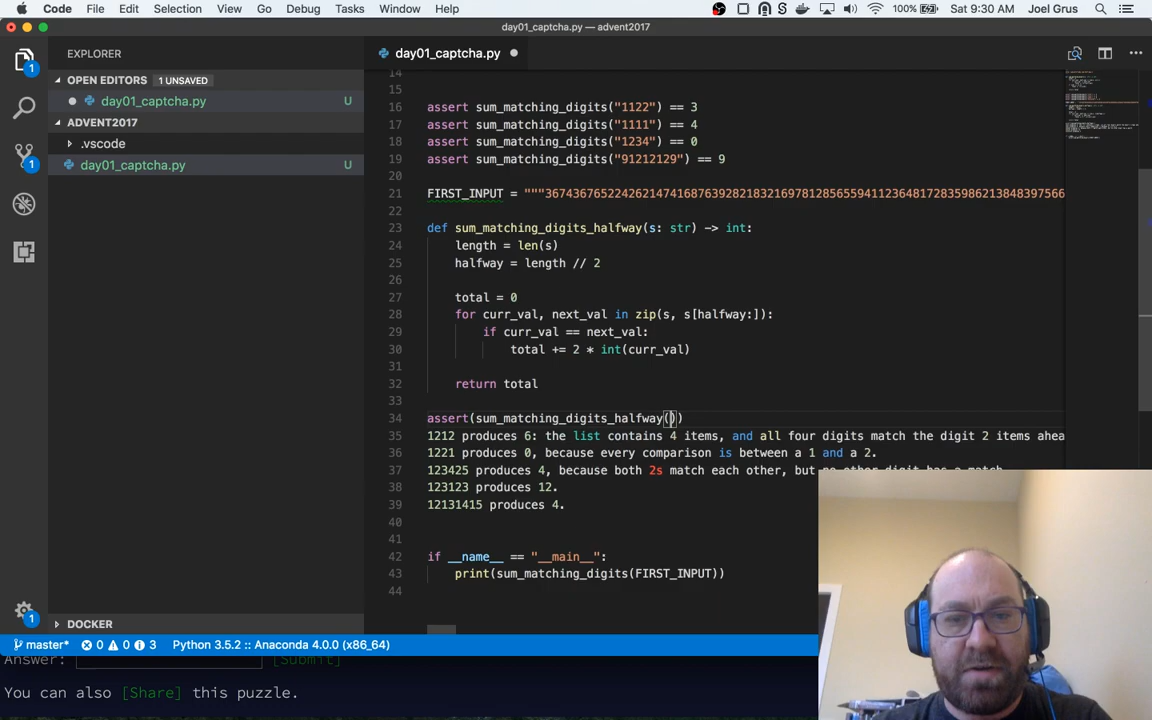 Code File Edit Selection View Go Debug Tasks Window Help 100% Sat 9:30 AM Joel Grus
day01_captcha.py — advent2017
EXPLORER
OPEN EDITORS 1 UNSAVED
day01_captcha.py U
ADVENT2017
.vscode
day01_captcha.py U
DOCKER
1
1
1
day01_captcha.py
14
15
16 assert sum_matching_digits("1122") == 3
17 assert sum_matching_digits("1111") == 4
18 assert sum_matching_digits("1234") == 0
19 assert sum_matching_digits("91212129") == 9
20
21 FIRST_INPUT = """36743676522426214741687639282183216978128565594112364817283598621384839756
22
23 def sum_matching_digits_halfway(s: str) -> int:
24 length = len(s)
25 halfway = length // 2
26
27 total = 0
28 for curr_val, next_val in zip(s, s[halfway:]):
29 if curr_val == next_val:
30 total += 2 * int(curr_val)
31
32 return total
33
34 assert(sum_matching_digits_halfway())
35 1212 produces 6: the list contains 4 items, and all four digits match the digit 2 items ahea
36 1221 produces 0, because every comparison is between a 1 and a 2.
37 123425 produces 4, because both 2s match each other, but no other digit has a match.
38 123123 produces 12.
39 12131415 produces 4.
40
41
42 if __name__ == "__main__":
43 print(sum_matching_digits(FIRST_INPUT))
44
master* 0 0 3 Python 3.5.2 :: Anaconda 4.0.0 (x86_64)
Answer: [Submit]
You can also [Share] this puzzle.